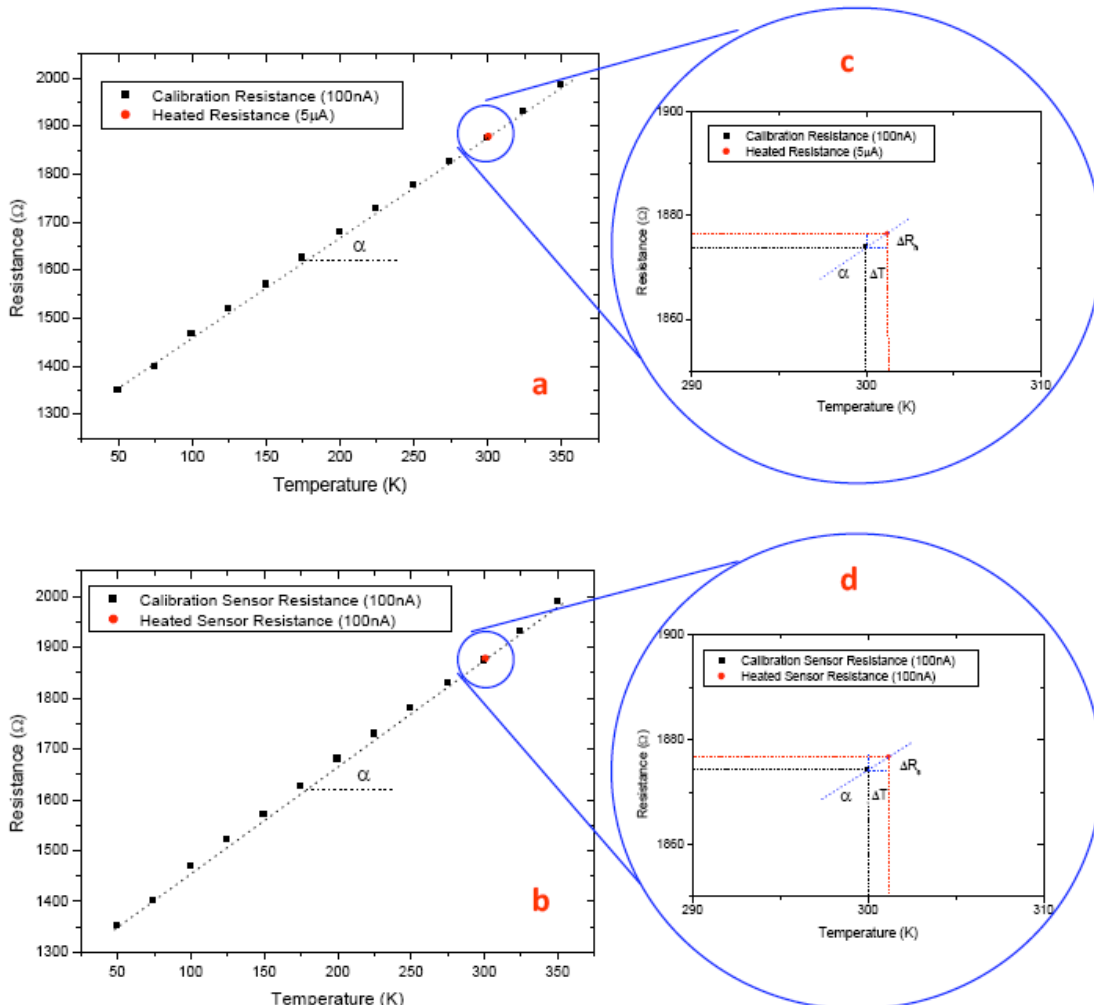 c
2000
1900
1800
1700
1600
1500
1400
1300
Resistance (Ω)
Calibration Resistance (100nA)
Heated Resistance (5µA)
α
a
50 100 150 200 250 300 350
Temperature (K)
1900
1880
1860
Resistance (Ω)
Calibration Resistance (100nA)
Heated Resistance (5µA)
ΔRh
α ΔT
290 300 310
Temperature (K)
d
2000
1900
1800
1700
1600
1500
1400
1300
Resistance (Ω)
Calibration Sensor Resistance (100nA)
Heated Sensor Resistance (100nA)
α
b
50 100 150 200 250 300 350
Temperature (K)
1900
1880
1860
Resistance (Ω)
Calibration Sensor Resistance (100nA)
Heated Sensor Resistance (100nA)
ΔRs
α ΔT
290 300 310
Temperature (K)